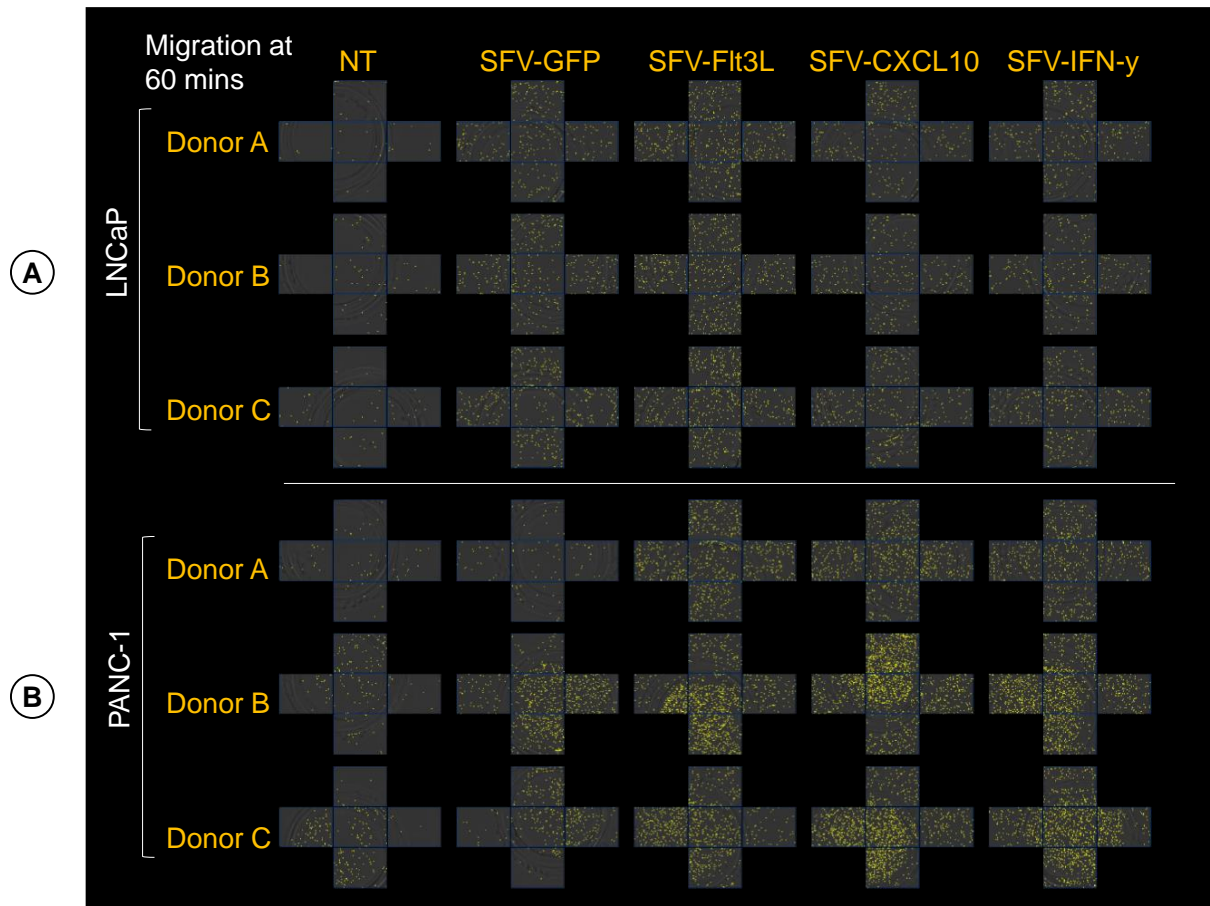 Migration at
60 mins
NT
SFV-GFP
SFV-Flt3L
SFV-CXCL10
SFV-IFN-y
A
LNCaP
Donor A
Donor B
Donor C
B
PANC-1
Donor A
Donor B
Donor C